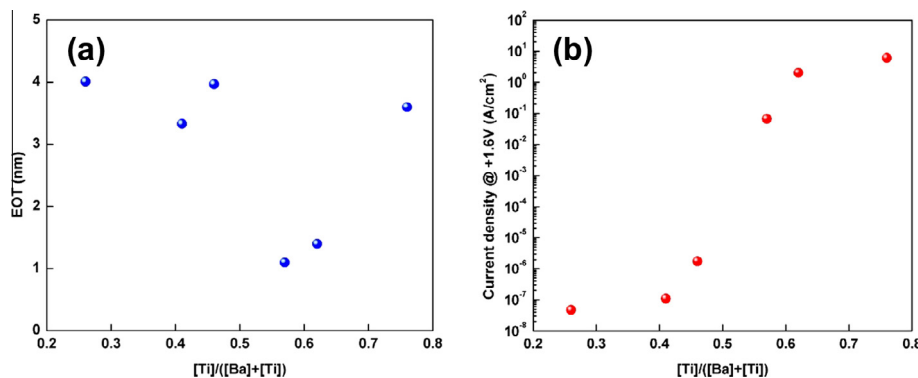 (a)
5
4
3
2
1
0
EOT (nm)
0.2 0.3 0.4 0.5 0.6 0.7 0.8
[Ti]/([Ba]+[Ti])
(b)
10²
10¹
10⁰
10⁻¹
10⁻²
10⁻³
10⁻⁴
10⁻⁵
10⁻⁶
10⁻⁷
10⁻⁸
Current density @ +1.6V (A/cm²)
0.2 0.3 0.4 0.5 0.6 0.7 0.8
[Ti]/([Ba]+[Ti])